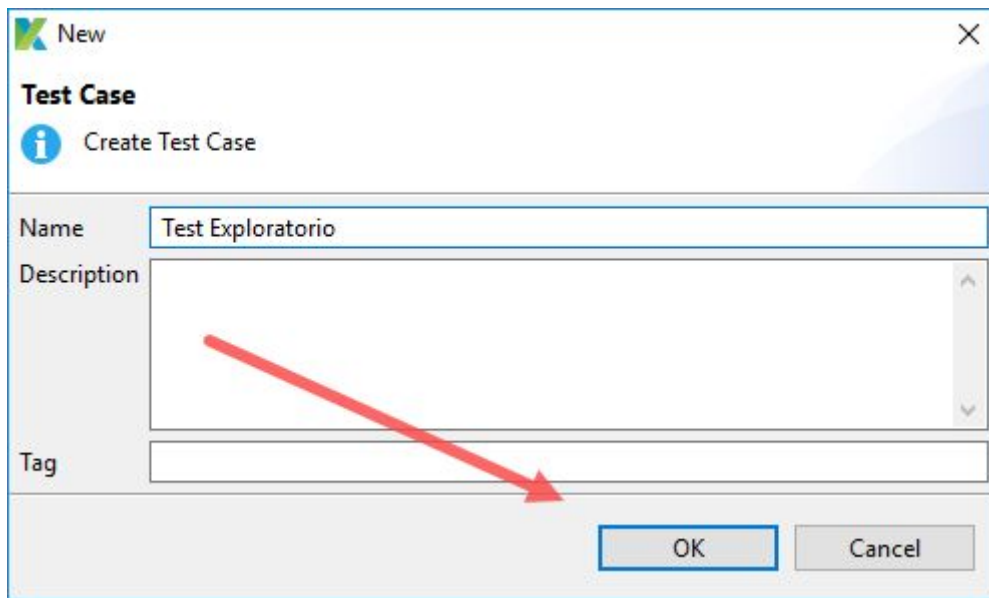 New
Test Case
Create Test Case
Name Test Exploratorio
Description
Tag
OK Cancel